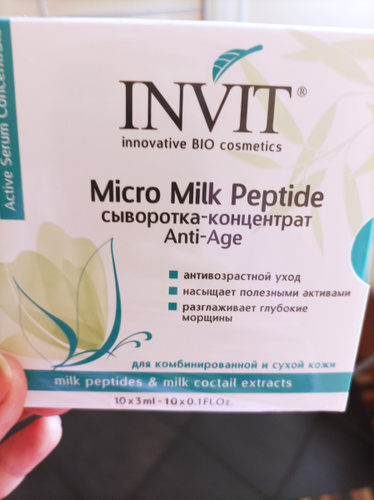 Active Serum Concentrate
INVIT®
innovative BIO cosmetics
Micro Milk Peptide
сыворотка-концентрат
Anti-Age
антивозрастной уход
насыщает полезными активами
разглаживает глубокие
морщины
для комбинированной и сухой кожи
milk peptides & milk coctail extracts
10 x 3 ml - 10 x 0.1 FL.Oz.